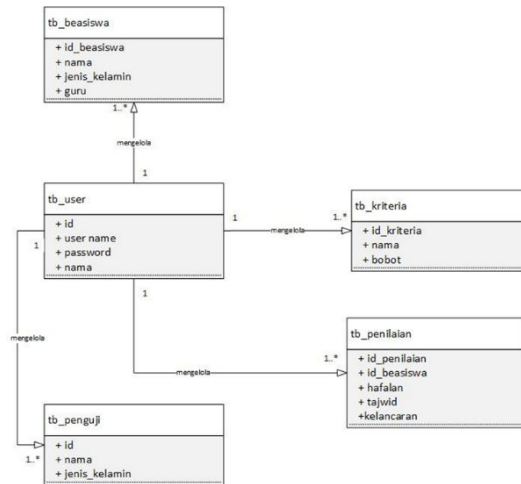 tb_beasiswa
+ id_beasiswa
+ nama
+ jenis_kelamin
+ guru
1..*
mengelola
1
tb_user
+ id
+ user name
+ password
+ nama
1
mengelola
1..*
tb_kriteria
+ id_kriteria
+ nama
+ bobot
1
mengelola
1..*
tb_penilaian
+ id_penilaian
+ id_beasiswa
+ hafalan
+ tajwid
+kelancaran
1
mengelola
1..*
tb_penguji
+ id
+ nama
+ jenis_kelamin